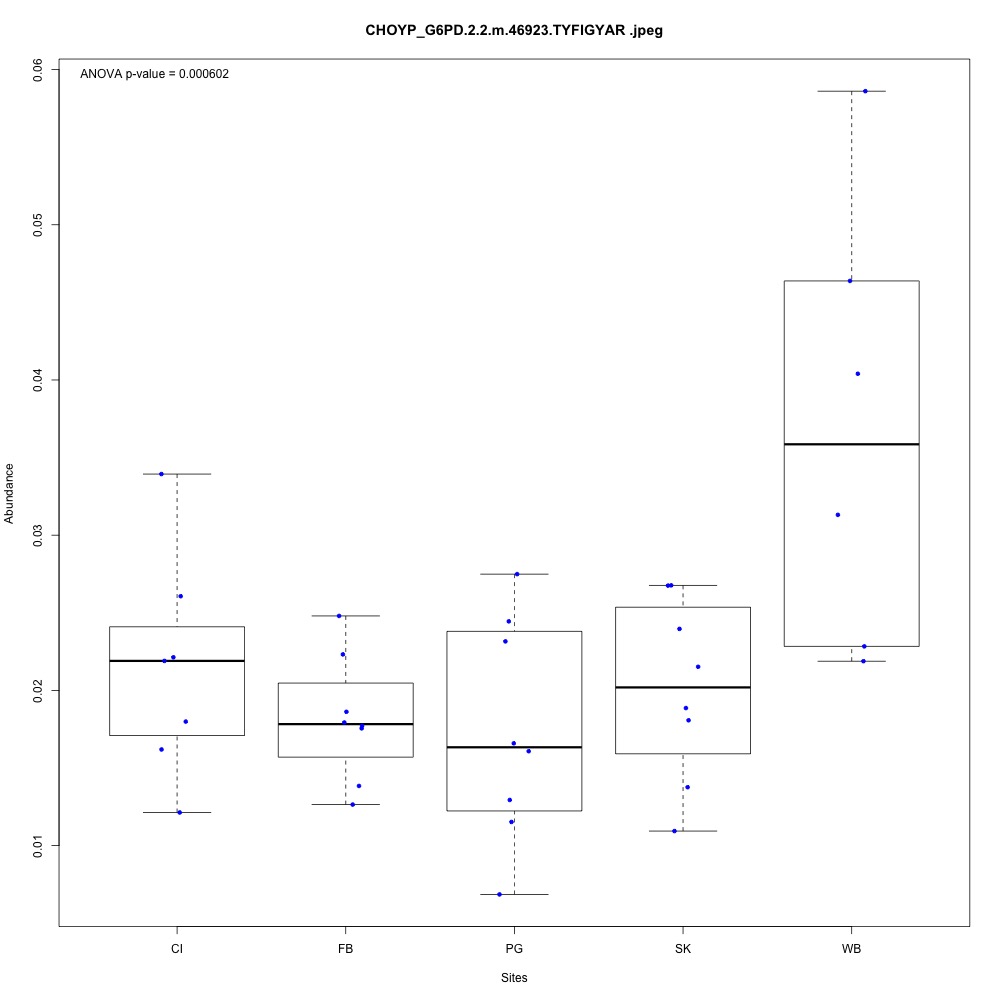 CHOYP_G6PD.2.2.m.46923.TYFIGYAR .jpeg
ANOVA p-value = 0.000602
0.06
0.05
0.04
0.03
0.02
0.01
Abundance
CI FB PG SK WB
Sites